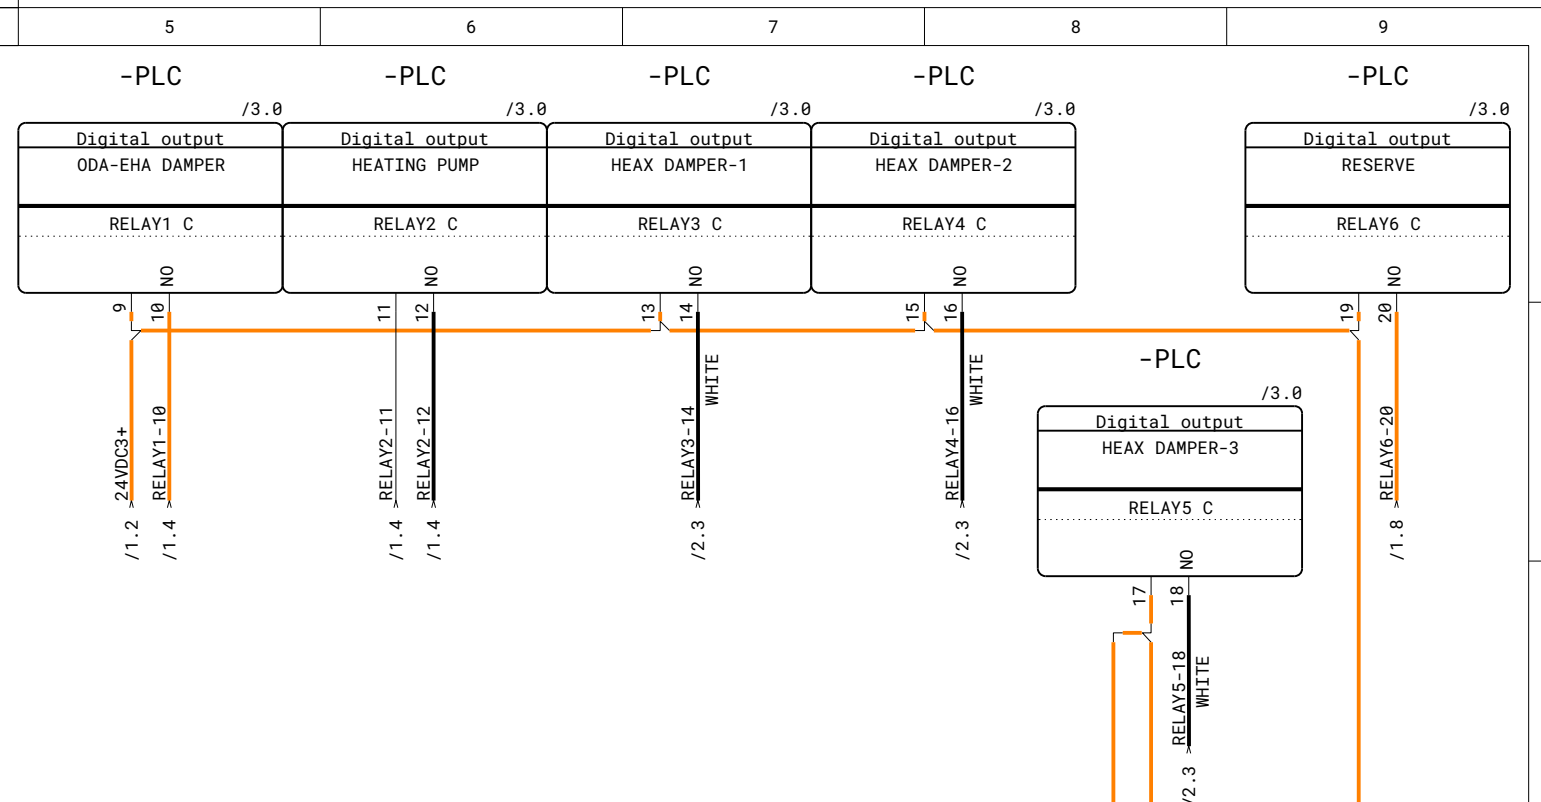 5 6 7 8 9
-PLC -PLC -PLC -PLC -PLC
/3.0 /3.0 /3.0 /3.0 /3.0
Digital output Digital output Digital output Digital output Digital output
ODA-EHA DAMPER HEATING PUMP HEAX DAMPER-1 HEAX DAMPER-2 RESERVE
RELAY1 C RELAY2 C RELAY3 C RELAY4 C RELAY6 C
NO NO NO NO NO
9 10 11 12 13 14 15 16 19 20
24VDC3+ RELAY1-10 RELAY2-11 RELAY2-12 RELAY3-14 WHITE RELAY4-16 WHITE RELAY6-20
/1.2 /1.4 /1.4 /1.4 /2.3 /2.3 /1.8
-PLC
/3.0
Digital output
HEAX DAMPER-3
RELAY5 C
NO
17 18
RELAY5-18 WHITE
/2.3